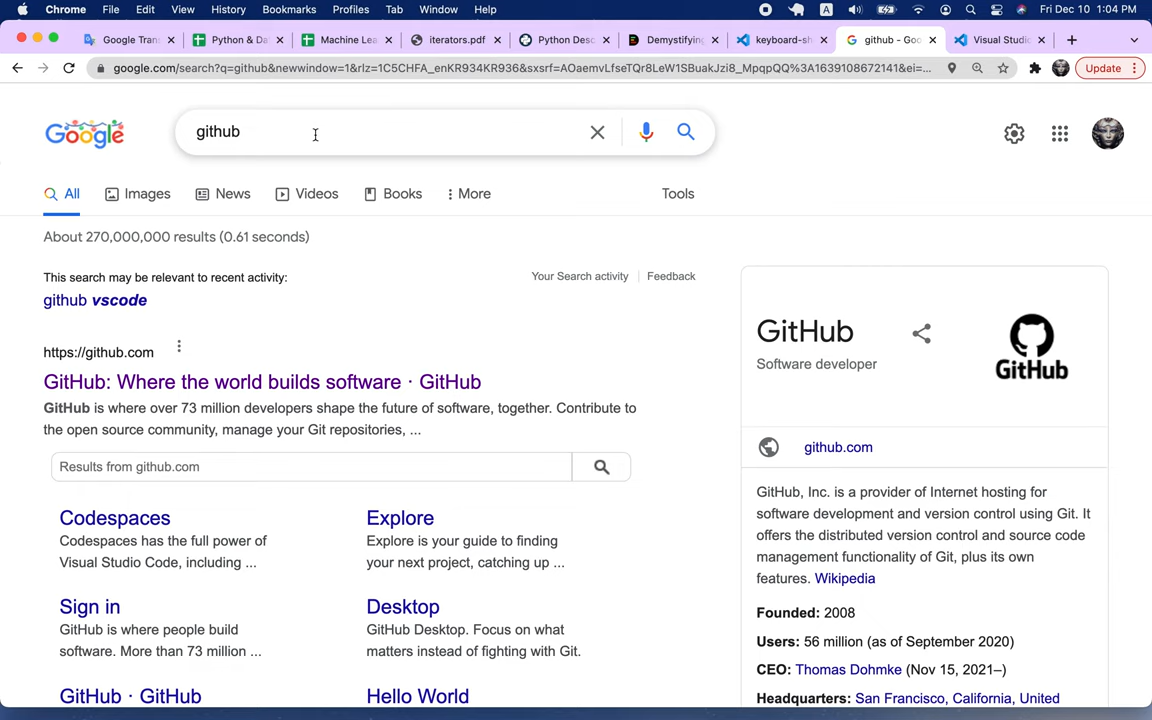 Chrome File Edit View History Bookmarks Profiles Tab Window Help A Fri Dec 10 1:04 PM
Google Tran Python & Da Machine Lea iterators.pdf Python Desc Demystifying keyboard-sh github - Goo Visual Studio
google.com/search?q=github&newwindow=1&rlz=1C5CHFA_enKR934KR936&sxsrf=AOaemvLfseTQr8LeW1SBuakJzi8_MpqpQQ%3A1639108672141&ei=... Update
Google github
All Images News Videos Books More Tools
About 270,000,000 results (0.61 seconds)
This search may be relevant to recent activity: Your Search activity Feedback
github vscode
https://github.com
GitHub: Where the world builds software · GitHub
GitHub is where over 73 million developers shape the future of software, together. Contribute to
the open source community, manage your Git repositories, ...
Results from github.com
Codespaces
Codespaces has the full power of
Visual Studio Code, including ...
Explore
Explore is your guide to finding
your next project, catching up ...
Sign in
GitHub is where people build
software. More than 73 million ...
Desktop
GitHub Desktop. Focus on what
matters instead of fighting with Git.
GitHub · GitHub
Hello World
GitHub
Software developer
GitHub
github.com
GitHub, Inc. is a provider of Internet hosting for
software development and version control using Git. It
offers the distributed version control and source code
management functionality of Git, plus its own
features. Wikipedia
Founded: 2008
Users: 56 million (as of September 2020)
CEO: Thomas Dohmke (Nov 15, 2021–)
Headquarters: San Francisco, California, United